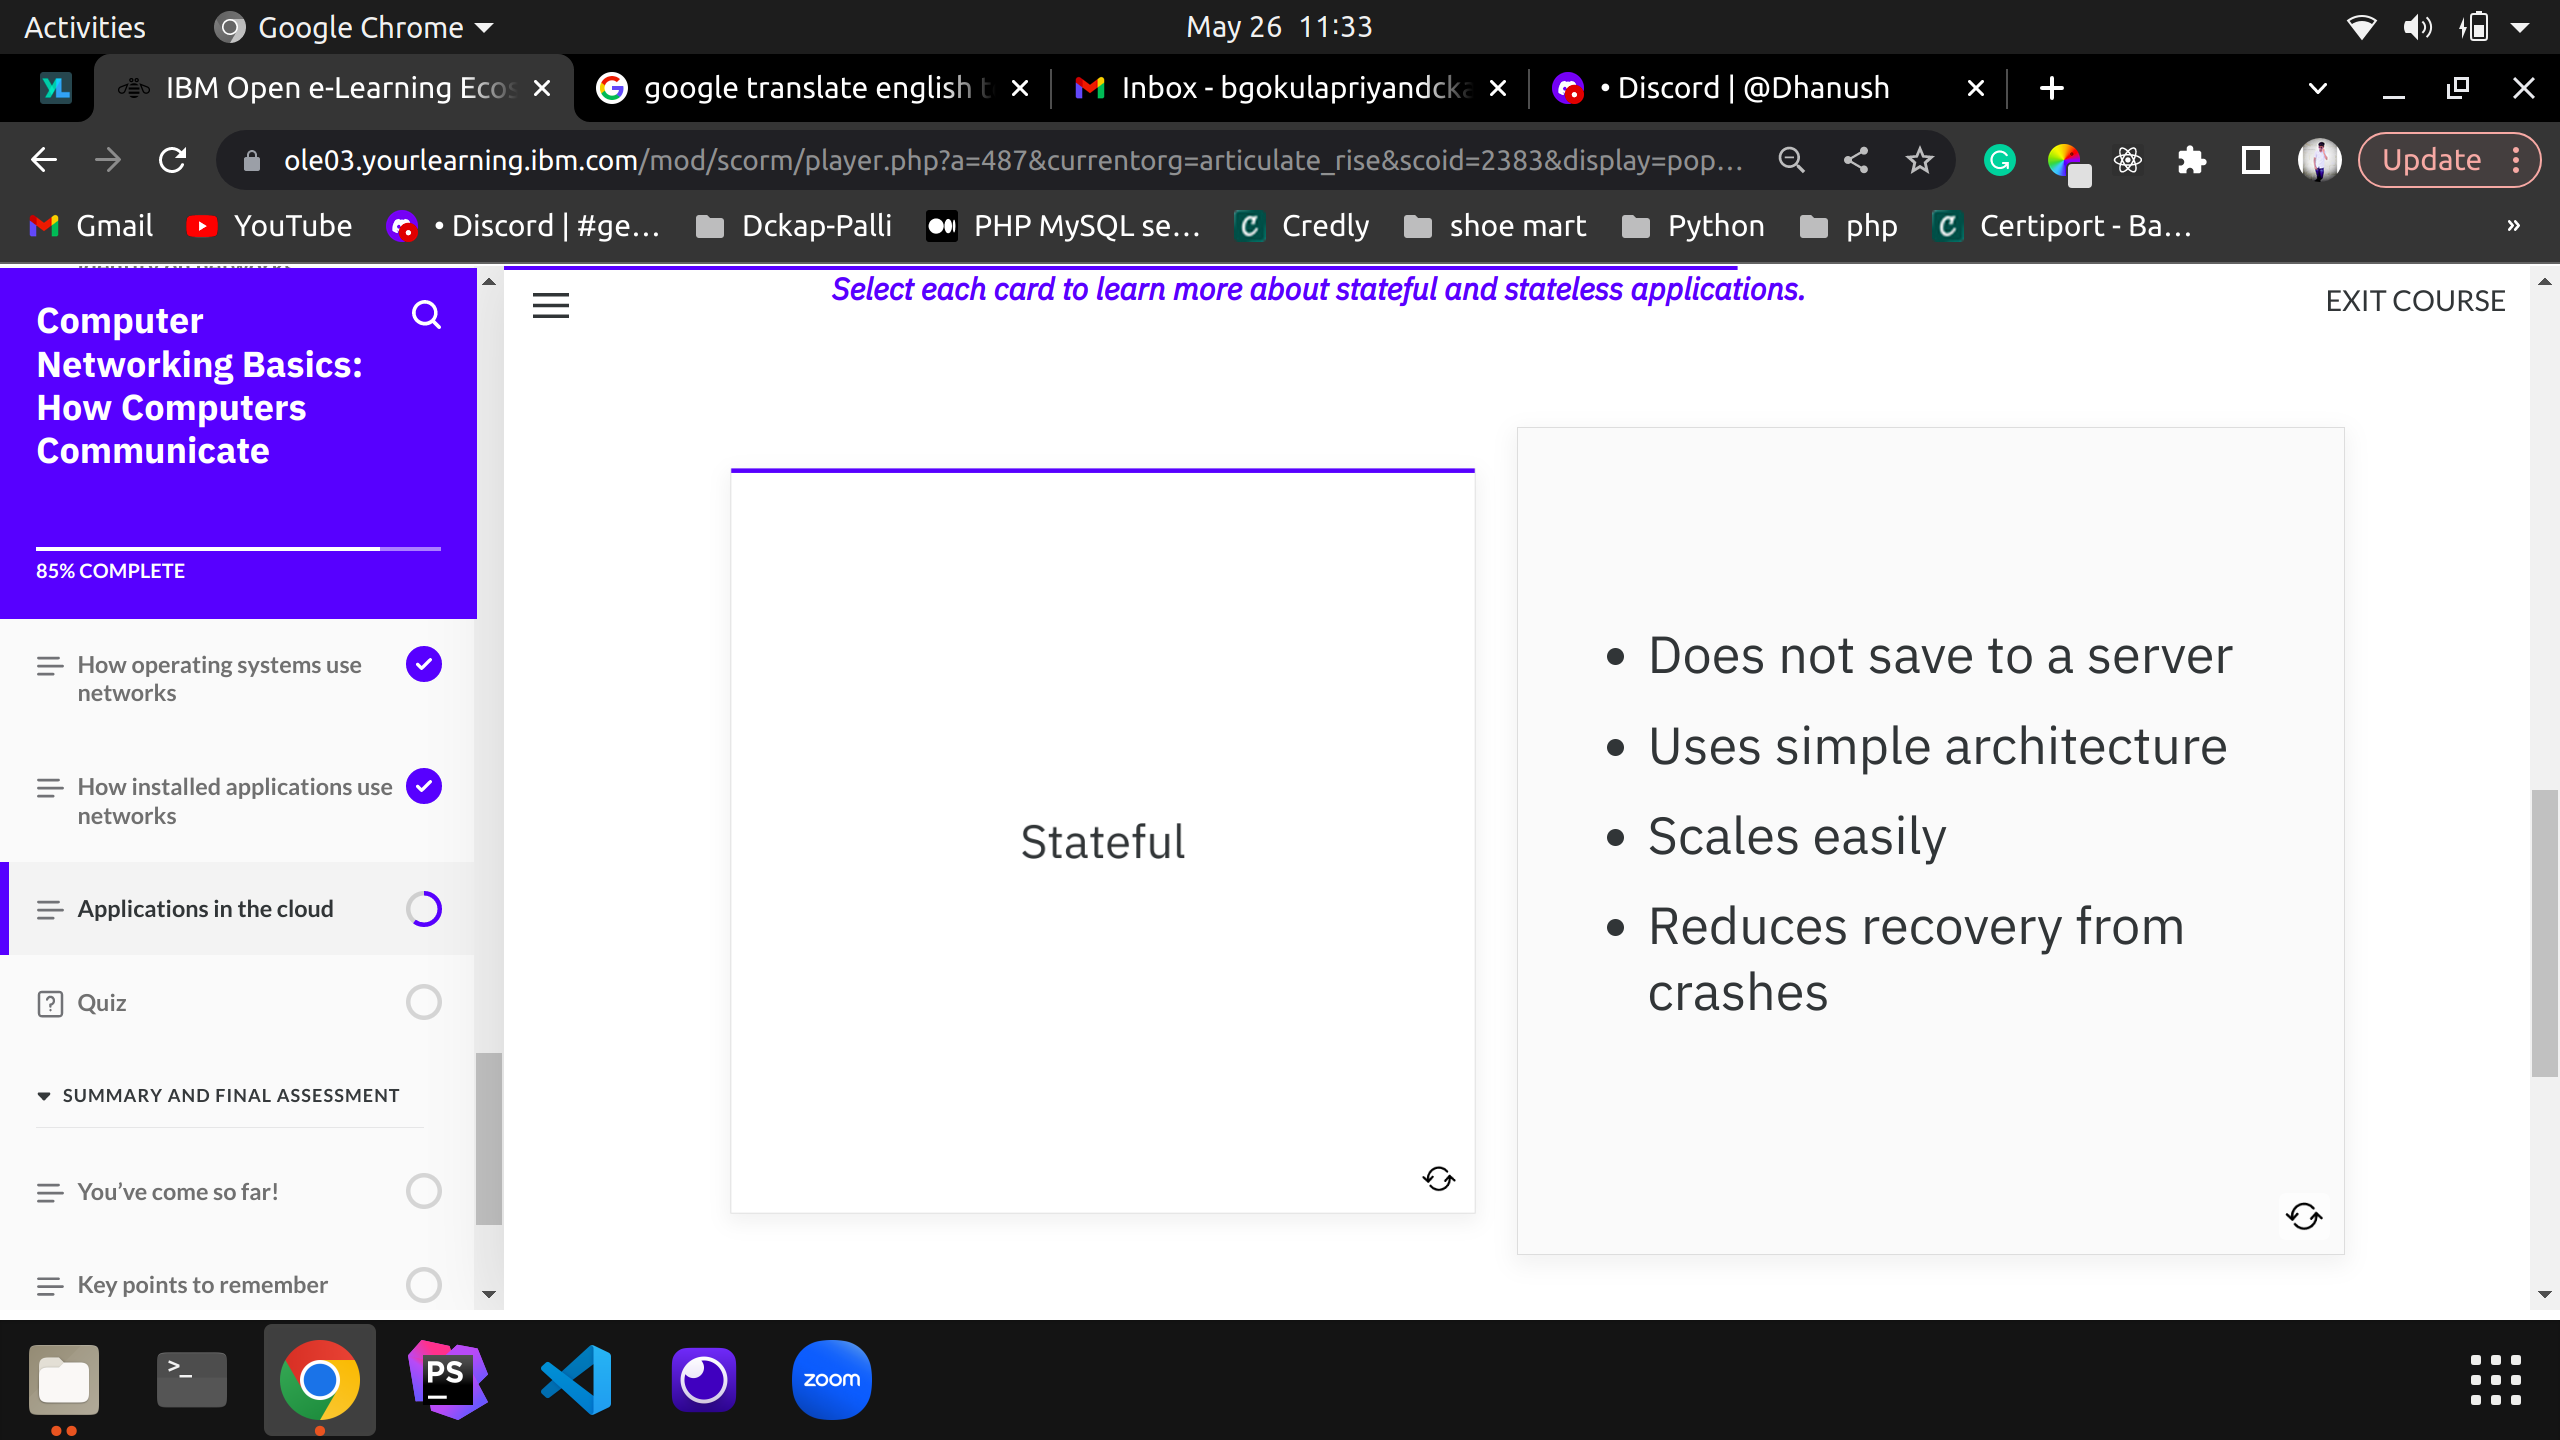 Activities
Google Chrome
May 26 11:33
IBM Open e-Learning Ecos
google translate english t
Inbox - bgokulapriyandcka
• Discord | @Dhanush
ole03.yourlearning.ibm.com/mod/scorm/player.php?a=487&currentorg=articulate_rise&scoid=2383&display=pop...
Update
Gmail
YouTube
• Discord | #ge...
Dckap-Palli
PHP MySQL se...
Credly
shoe mart
Python
php
Certiport - Ba...
»
Computer
Networking Basics:
How Computers
Communicate
85% COMPLETE
How operating systems use
networks
How installed applications use
networks
Applications in the cloud
Quiz
SUMMARY AND FINAL ASSESSMENT
You’ve come so far!
Key points to remember
Select each card to learn more about stateful and stateless applications.
EXIT COURSE
Stateful
• Does not save to a server
• Uses simple architecture
• Scales easily
• Reduces recovery from
crashes
>_
PS
zoom